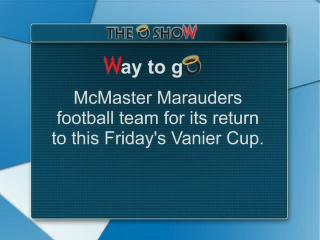 THE O SHOW
Way to go
McMaster Marauders
football team for its return
to this Friday's Vanier Cup.